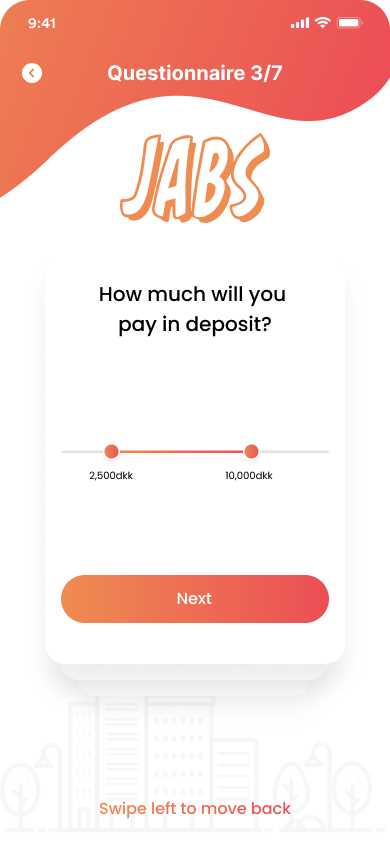 9:41
Questionnaire 3/7
JABS
How much will you
pay in deposit?
2,500dkk 10,000dkk
Next
Swipe left to move back